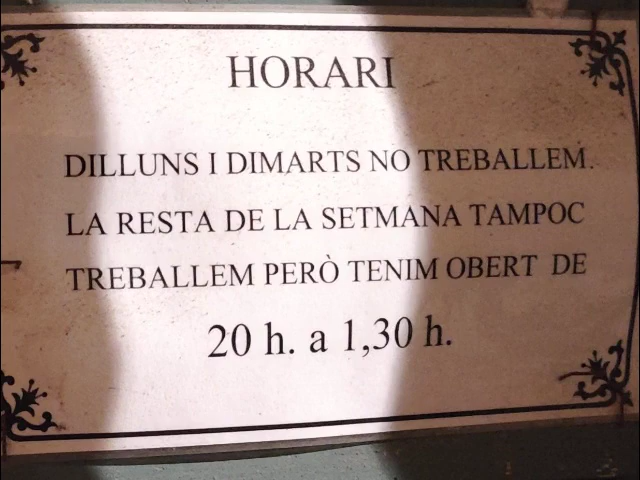 HORARI
DILLUNS I DIMARTS NO TREBALLEM.
LA RESTA DE LA SETMANA TAMPOC
TREBALLEM PERÒ TENIM OBERT DE
20 h. a 1,30 h.